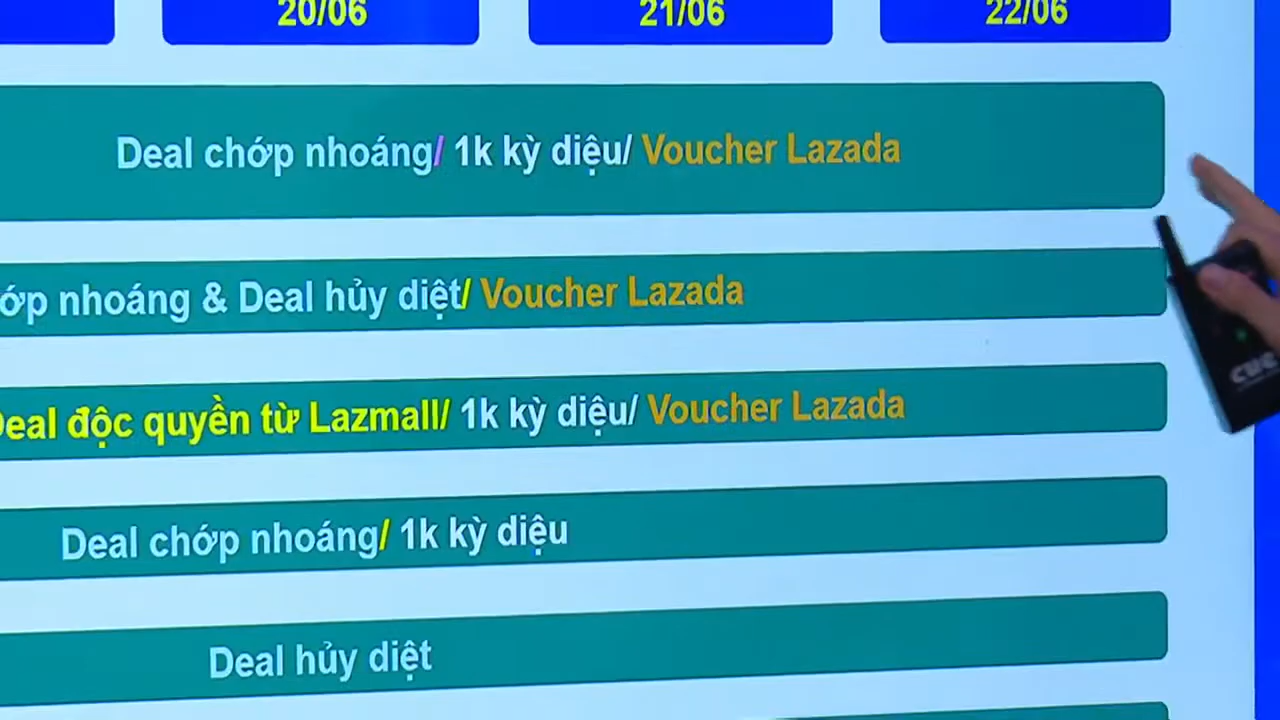 20/06 21/06 22/06
Deal chớp nhoáng/ 1k kỳ diệu/ Voucher Lazada
nhoáng & Deal hủy diệt/ Voucher Lazada
Deal độc quyền từ Lazmall/ 1k kỳ diệu/ Voucher Lazada
Deal chớp nhoáng/ 1k kỳ diệu
Deal hủy diệt
cue